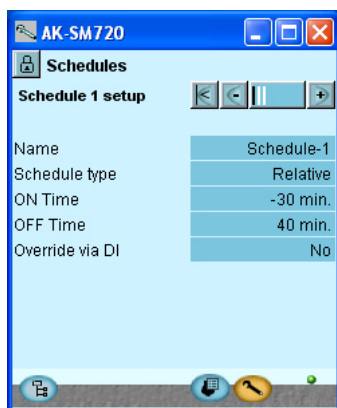 AK-SM720
Schedules
Schedule 1 setup
Name Schedule-1
Schedule type Relative
ON Time -30 min.
OFF Time 40 min.
Override via DI No